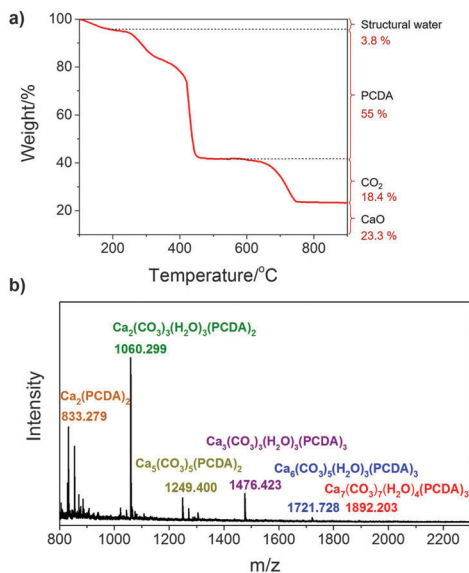 a)
Weight/%
100
80
60
40
20
200
400
600
800
Temperature/°C
Structural water
3.8 %
PCDA
55 %
CO₂
18.4 %
CaO
23.3 %
b)
Intensity
Ca₂(CO₃)₃(H₂O)₃(PCDA)₂
1060.299
Ca₂(PCDA)₂
833.279
Ca₅(CO₃)₅(PCDA)₂
1249.400
Ca₃(CO₃)₃(H₂O)₃(PCDA)₃
1476.423
Ca₆(CO₃)₅(H₂O)₃(PCDA)₃
1721.728
Ca₇(CO₃)₇(H₂O)₄(PCDA)₃
1892.203
800
1000
1200
1400
1600
1800
2000
2200
m/z